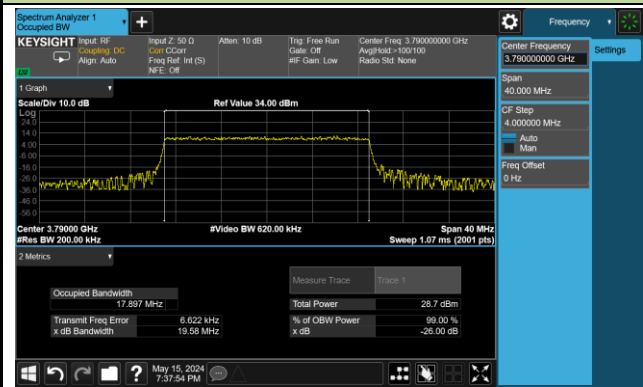 Spectrum Analyzer 1
Occupied BW
Frequency
KEYSIGHT Input: RF
Coupling: DC
Align: Auto
Input Z: 50 Ω
Corr CCorr
Freq Ref: Int (S)
NFE: Off
Atten: 10 dB
Trig: Free Run
Gate: Off
#IF Gain: Low
Center Freq: 3.790000000 GHz
Avg|Hold:>100/100
Radio Std: None
Center Frequency
3.790000000 GHz
Settings
Span
40.000 MHz
CF Step
4.000000 MHz
Auto
Man
Freq Offset
0 Hz
1 Graph
Scale/Div 10.0 dB
Ref Value 34.00 dBm
Log
24.0
14.0
4.00
-6.00
-16.0
-26.0
-36.0
-46.0
-56.0
Center 3.79000 GHz
#Video BW 620.00 kHz
Span 40 MHz
#Res BW 200.00 kHz
Sweep 1.07 ms (2001 pts)
2 Metrics
Measure Trace
Trace 1
Occupied Bandwidth
17.897 MHz
Total Power
28.7 dBm
Transmit Freq Error
6.622 kHz
% of OBW Power
99.00 %
x dB Bandwidth
19.58 MHz
x dB
-26.00 dB
?
May 15, 2024
7:37:54 PM